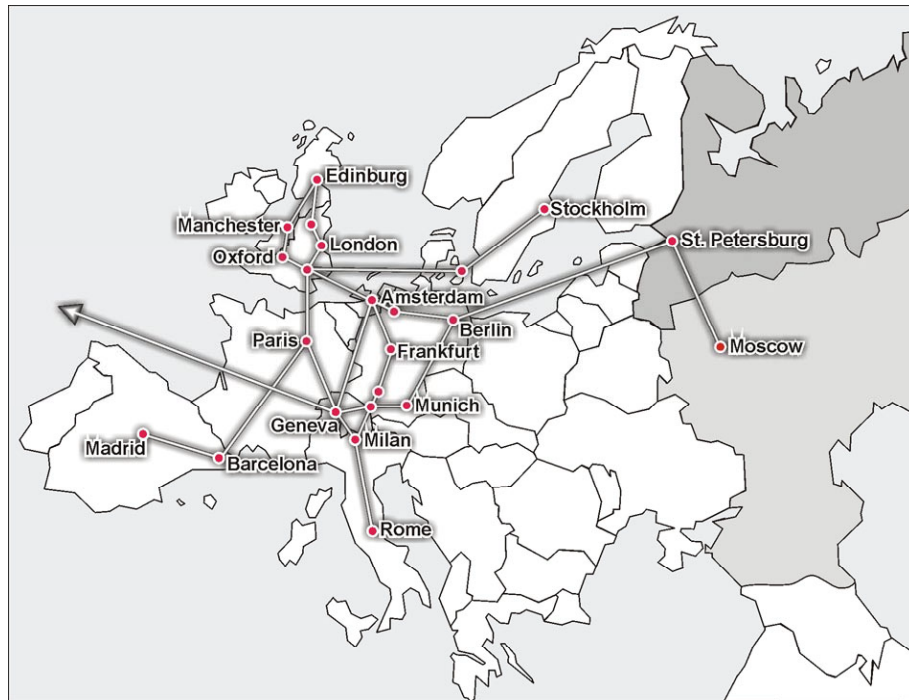 Edinburg
Stockholm
Manchester
St. Petersburg
London
Oxford
Amsterdam
Berlin
Paris
Frankfurt
Moscow
Munich
Geneva
Milan
Madrid
Barcelona
Rome